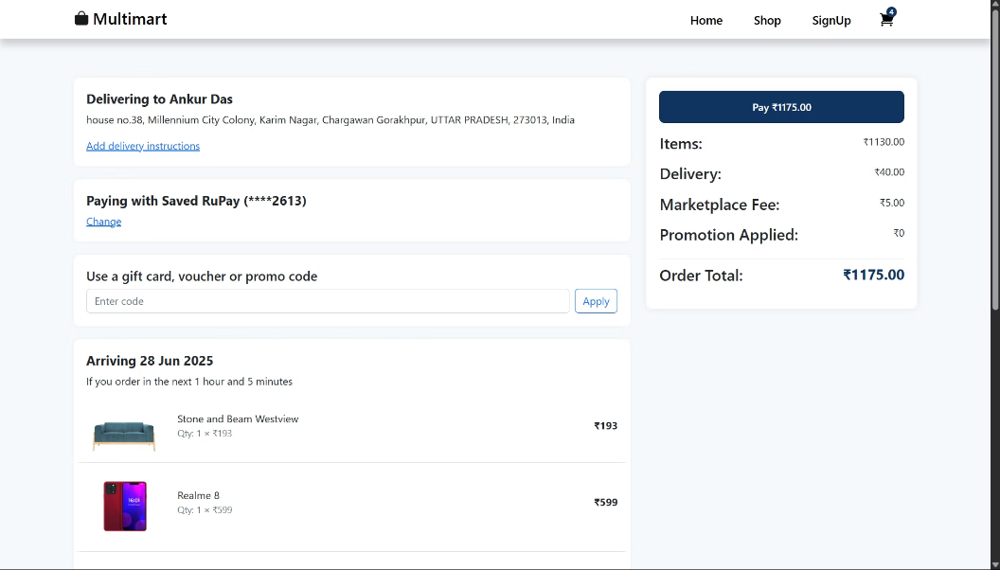 Multimart
Home
Shop
SignUp
4
Delivering to Ankur Das
house no.38, Millennium City Colony, Karim Nagar, Chargawan Gorakhpur, UTTAR PRADESH, 273013, India
Add delivery instructions
Paying with Saved RuPay (****2613)
Change
Use a gift card, voucher or promo code
Enter code
Apply
Arriving 28 Jun 2025
If you order in the next 1 hour and 5 minutes
Stone and Beam Westview
Qty: 1 × ₹193
₹193
16:01
Realme 8
Qty: 1 × ₹599
₹599
Pay ₹1175.00
Items: ₹1130.00
Delivery: ₹40.00
Marketplace Fee: ₹5.00
Promotion Applied: ₹0
Order Total: ₹1175.00